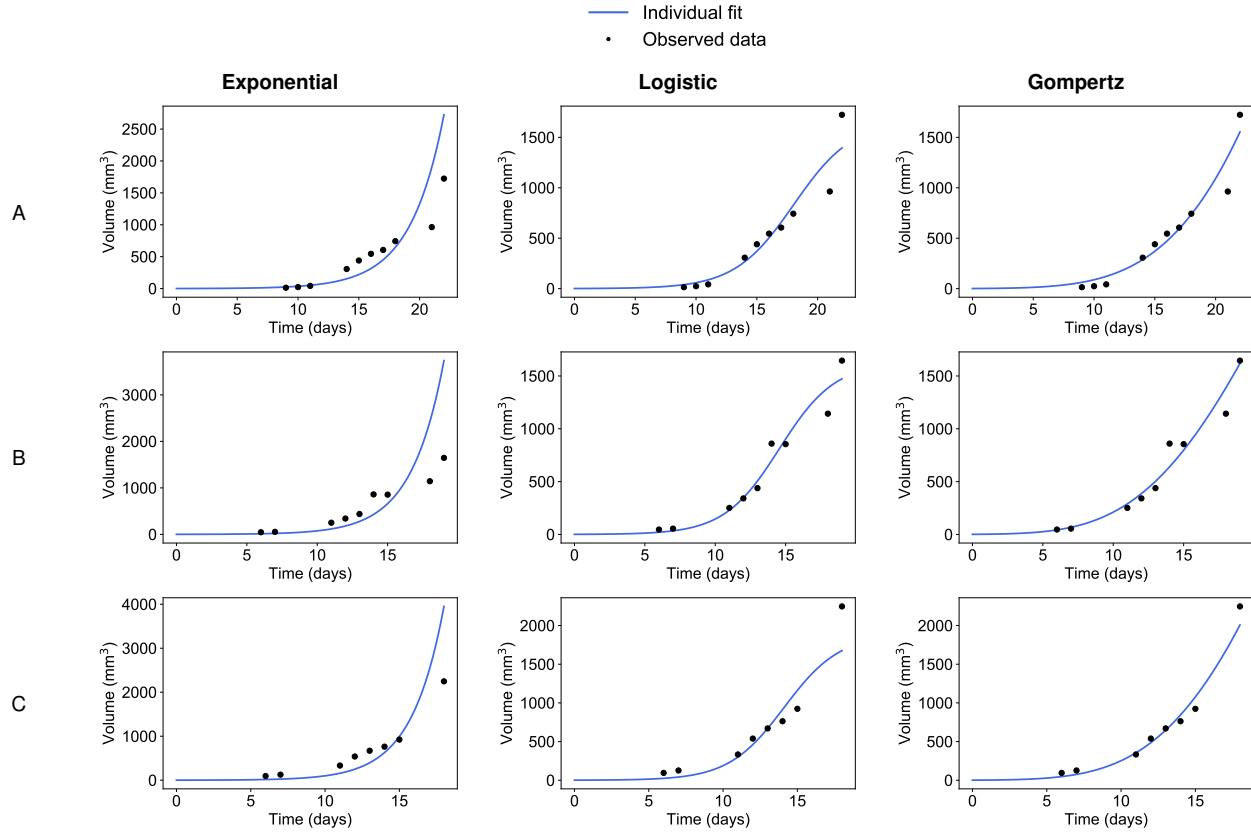 Individual fit
Observed data
Exponential
Logistic
Gompertz
A
Volume (mm³)
2500
2000
1500
1000
500
0
0 5 10 15 20
Time (days)
Volume (mm³)
1500
1000
500
0
0 5 10 15 20
Time (days)
Volume (mm³)
1500
1000
500
0
0 5 10 15 20
Time (days)
B
Volume (mm³)
3000
2000
1000
0
0 5 10 15
Time (days)
Volume (mm³)
1500
1000
500
0
0 5 10 15
Time (days)
Volume (mm³)
1500
1000
500
0
0 5 10 15
Time (days)
C
Volume (mm³)
4000
3000
2000
1000
0
0 5 10 15
Time (days)
Volume (mm³)
2000
1500
1000
500
0
0 5 10 15
Time (days)
Volume (mm³)
2000
1500
1000
500
0
0 5 10 15
Time (days)